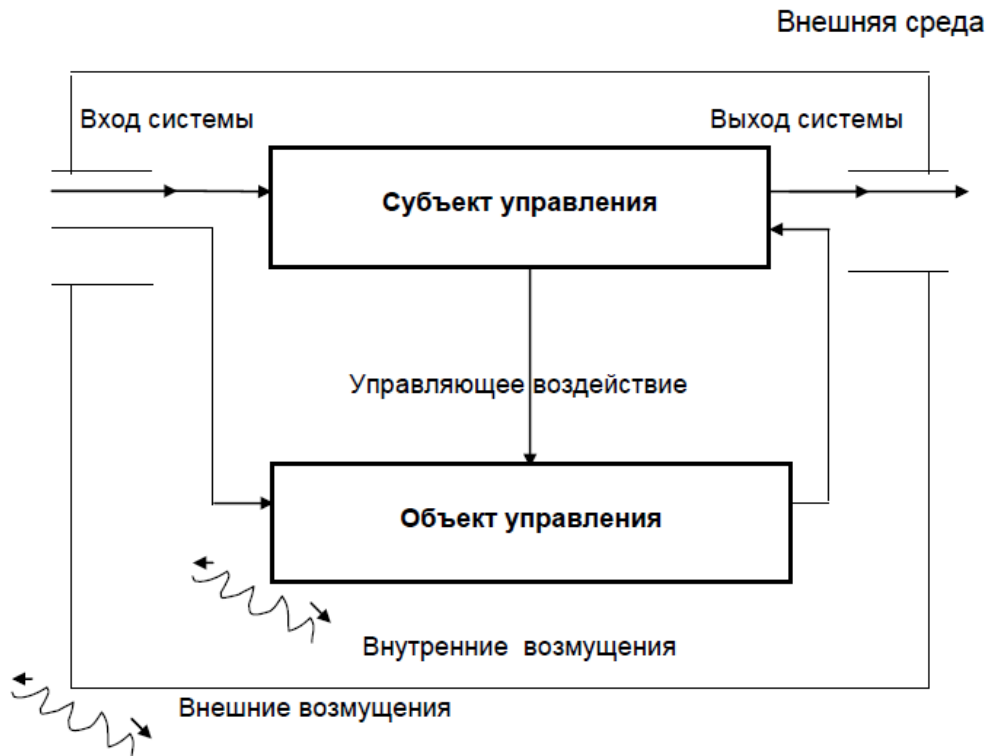 Внешняя среда
Вход системы
Выход системы
Субъект управления
Управляющее воздействие
Объект управления
Внутренние возмущения
Внешние возмущения